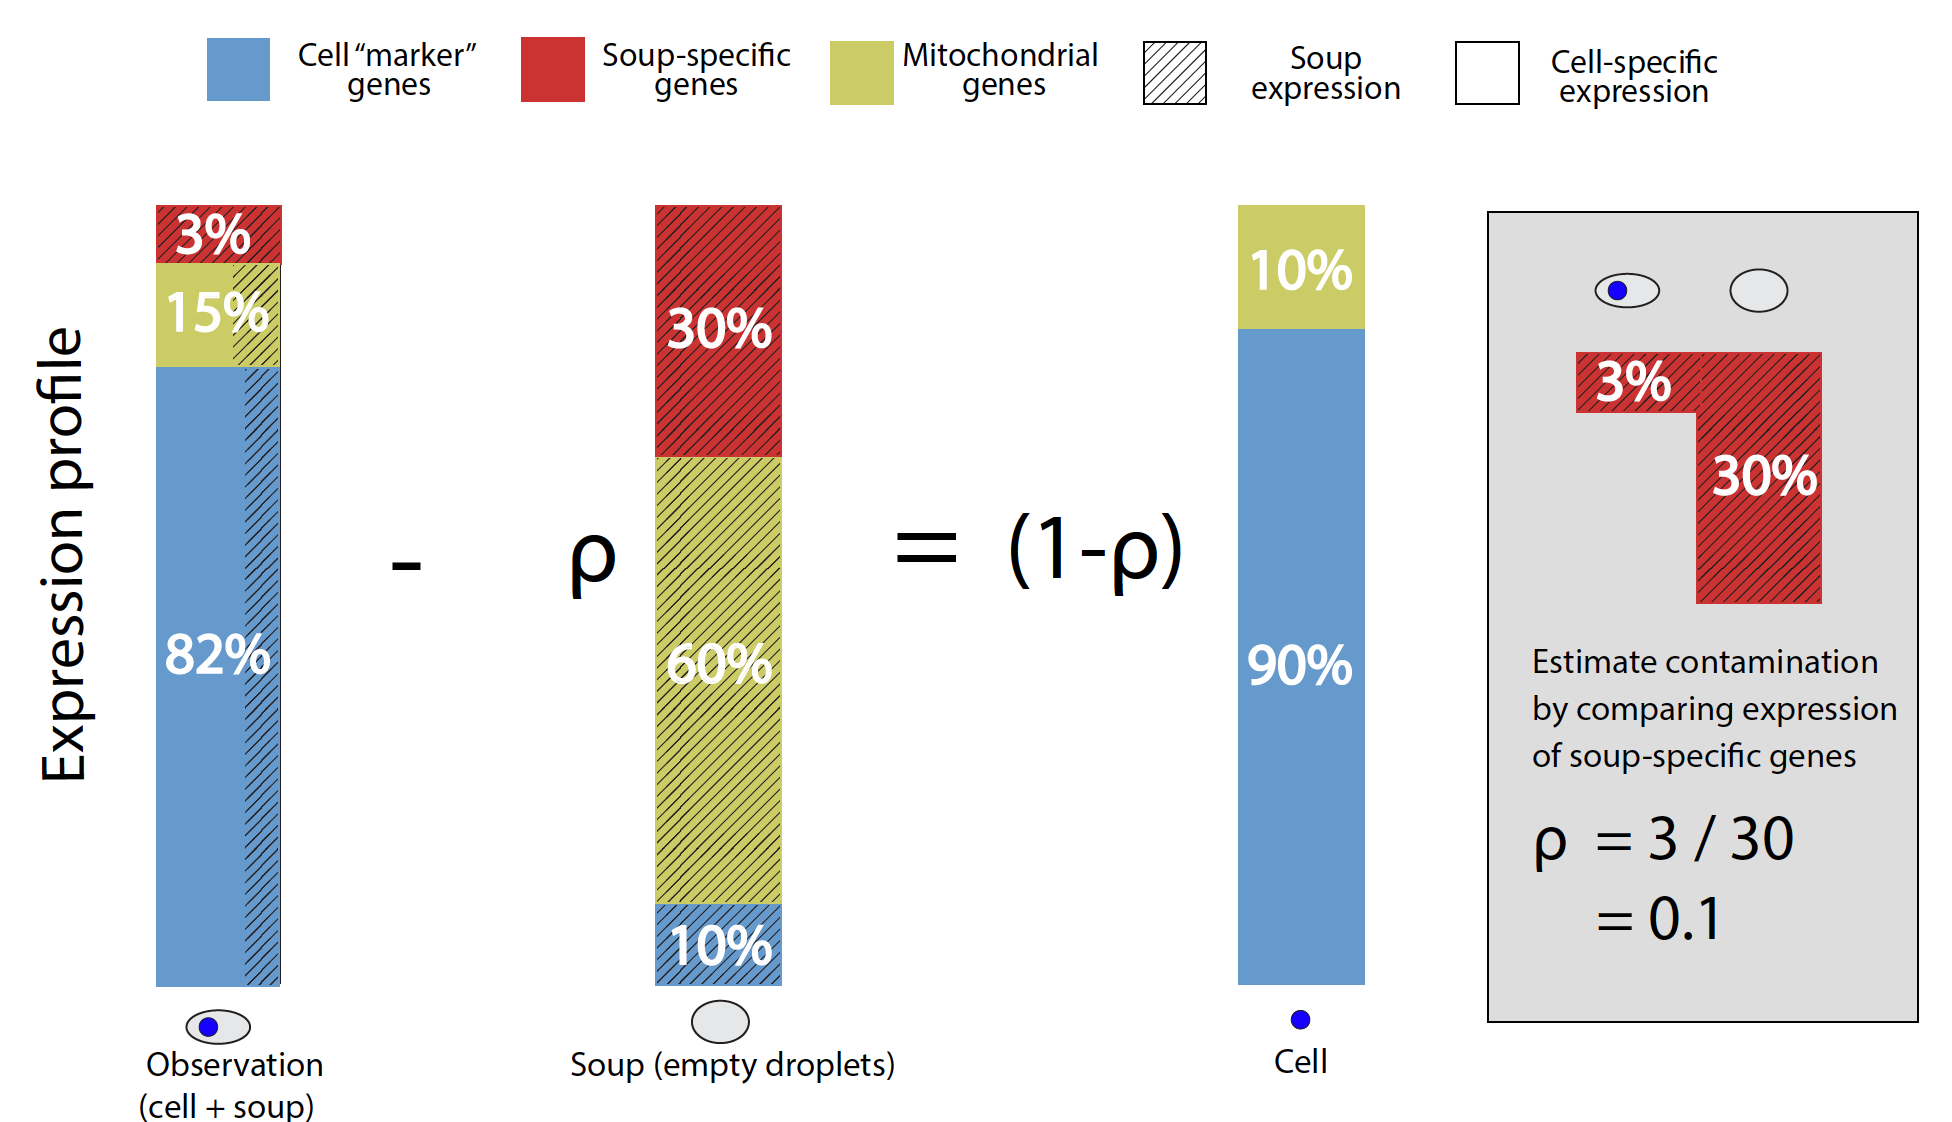 Cell “marker”
genes
Soup-specific
genes
Mitochondrial
genes
Soup
expression
Cell-specific
expression
Expression profile
3%
15%
82%
Observation
(cell + soup)
-
ρ
30%
60%
10%
Soup (empty droplets)
= (1-ρ)
10%
90%
Cell
3%
30%
Estimate contamination
by comparing expression
of soup-specific genes
ρ = 3 / 30
= 0.1